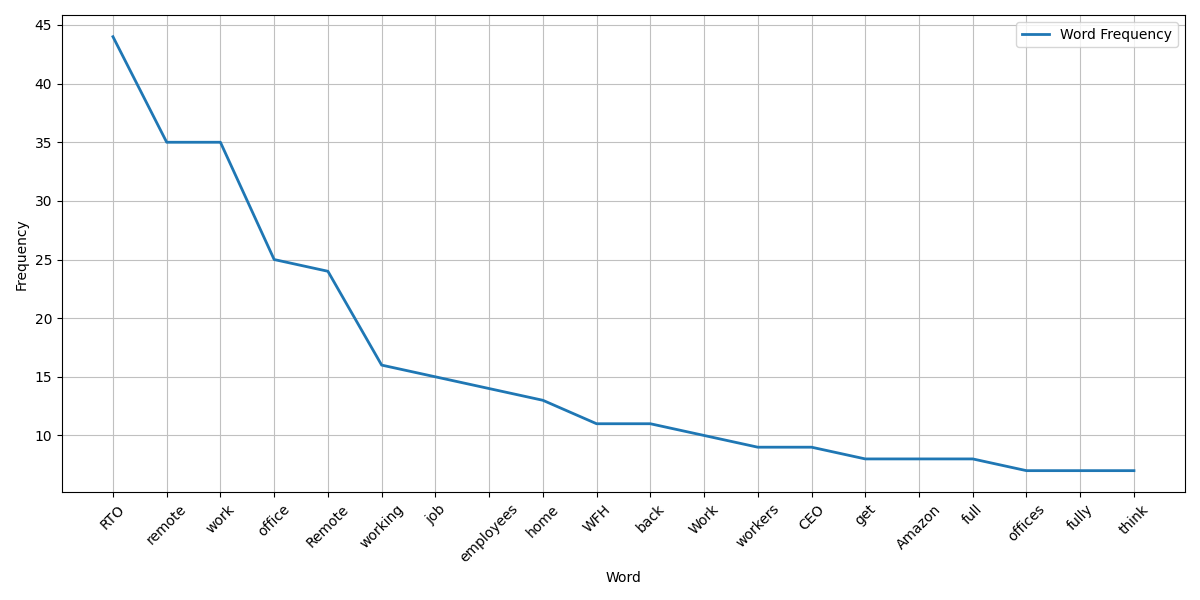 45
40
35
30
25
20
15
10
Frequency
Word Frequency
RTO
remote
work
office
Remote
working
job
employees
home
WFH
back
Work
workers
CEO
get
Amazon
full
offices
fully
think
Word